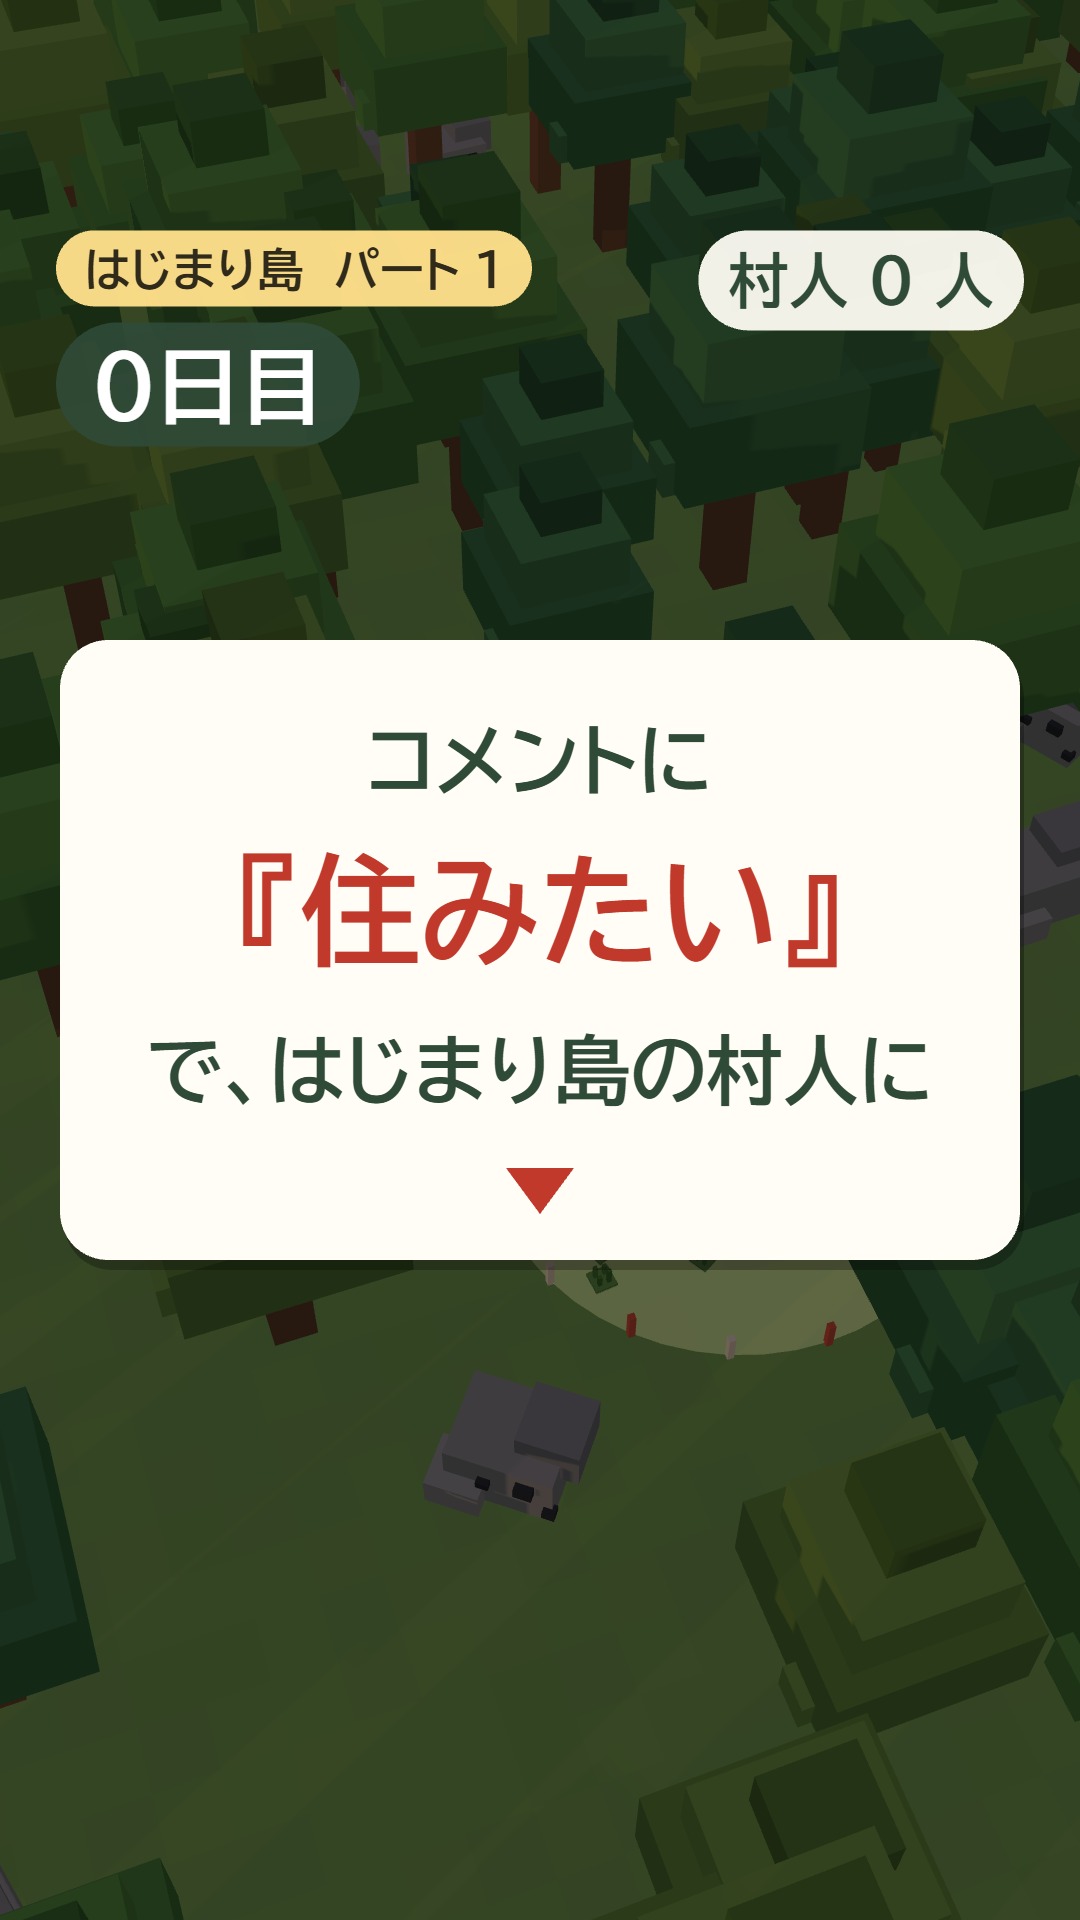 はじまり島 パート 1
村人 0 人
0日目
コメントに
『住みたい』
で、はじまり島の村人に